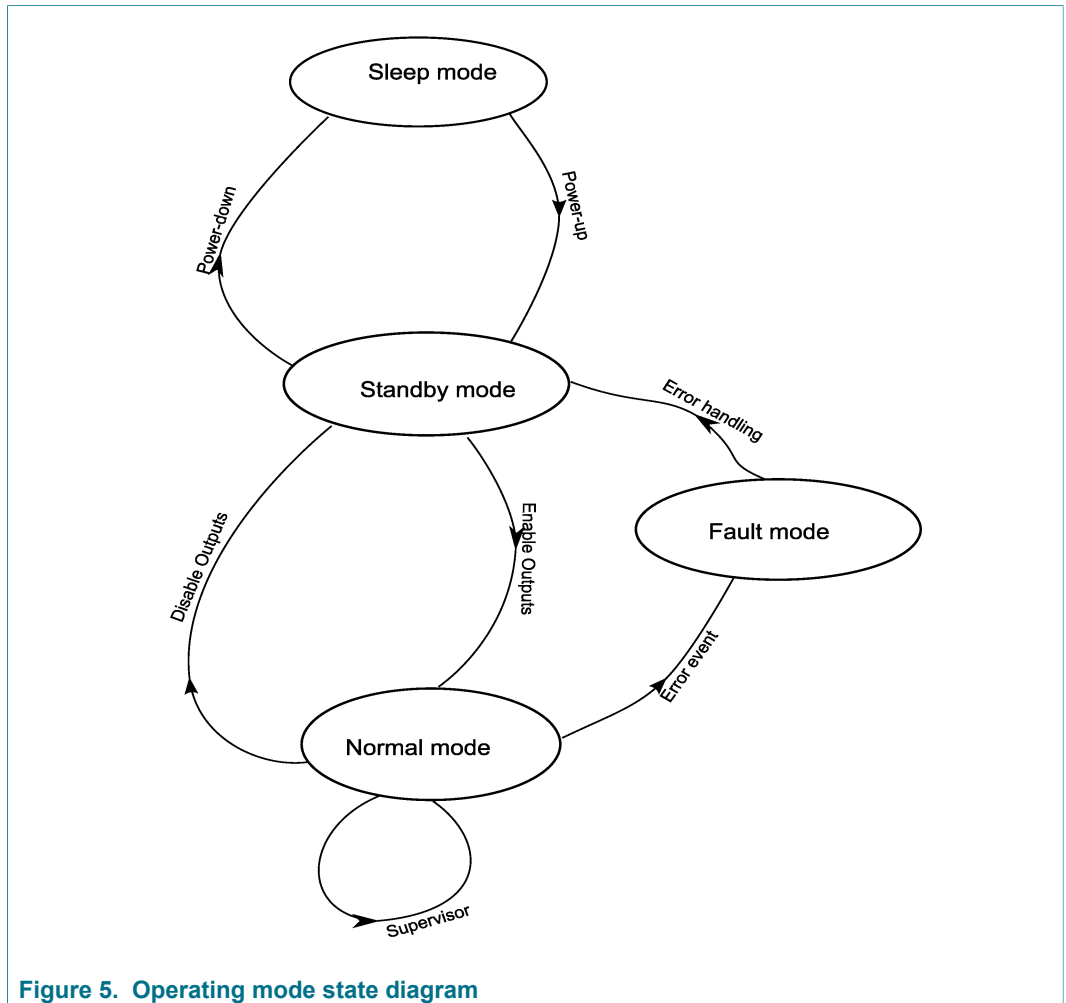 Sleep mode
Power-down
Power-up
Standby mode
Error handling
Fault mode
Enable Outputs
Disable Outputs
Error event
Normal mode
Supervisor
Figure 5. Operating mode state diagram